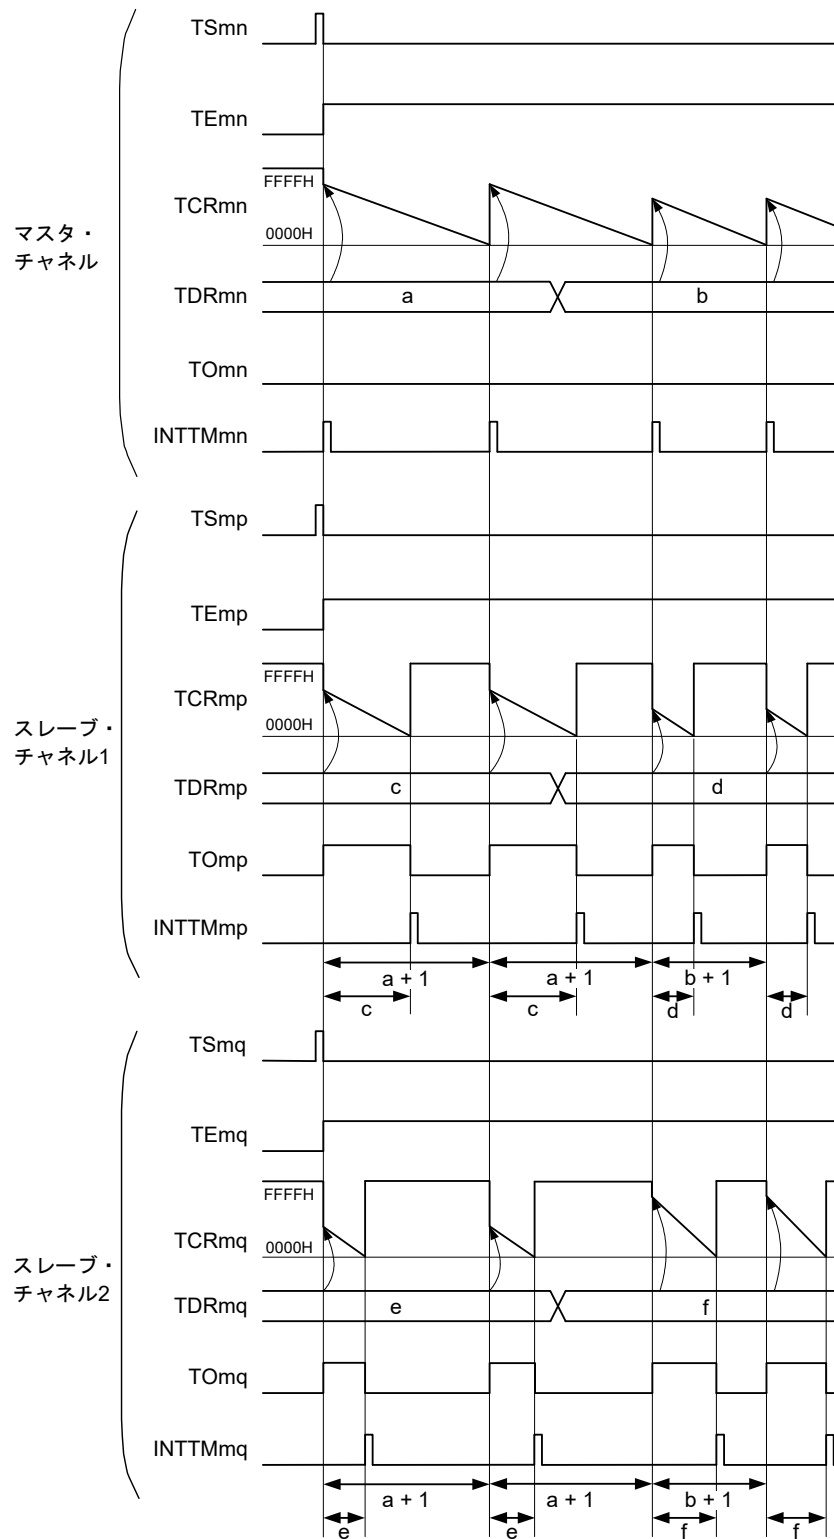 TSmn
TEmn
FFFFH
TCRmn
0000H
マスタ・
チャネル
TDRmn
a
b
TOmn
INTTMmn
TSmp
TEmp
FFFFH
TCRmp
0000H
スレーブ・
チャネル1
TDRmp
c
d
TOmp
INTTMmp
a + 1
a + 1
b + 1
c
c
d
d
TSmq
TEmq
FFFFH
TCRmq
0000H
スレーブ・
チャネル2
TDRmq
e
f
TOmq
INTTMmq
a + 1
a + 1
b + 1
e
e
f
f